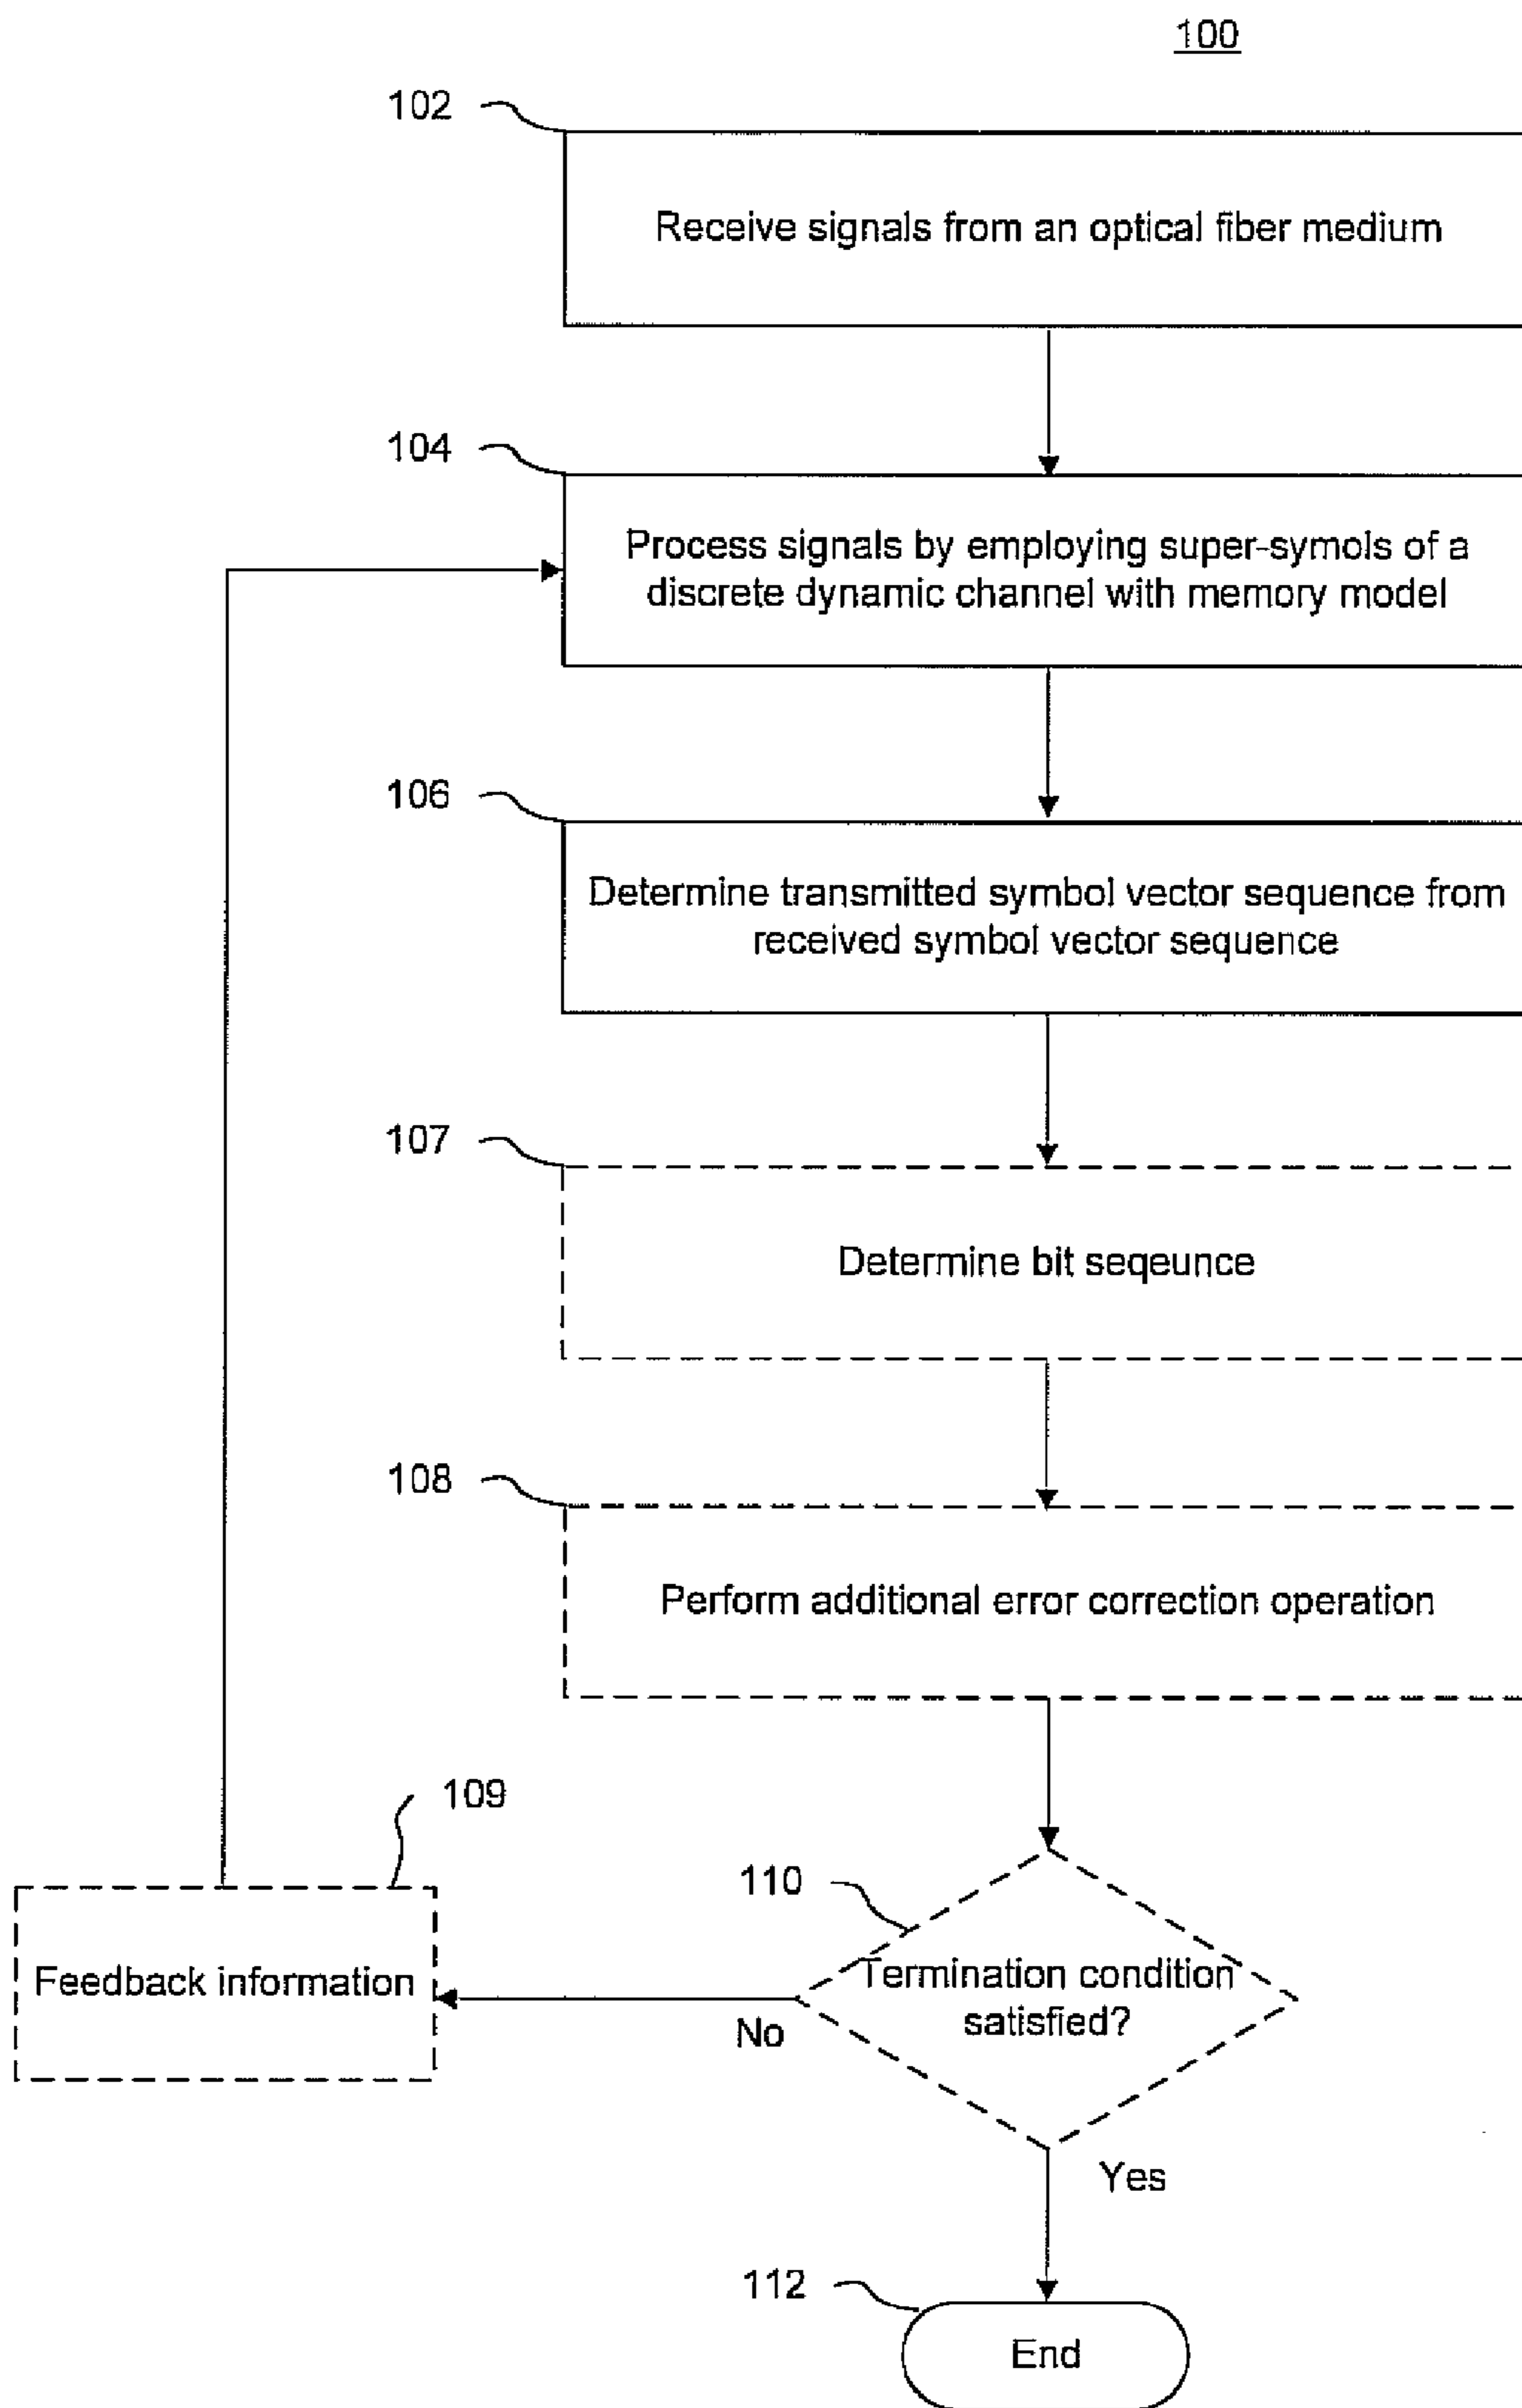 100
102
Receive signals from an optical fiber medium
104
Process signals by employing super-symols of a
discrete dynamic channel with memory model
106
Determine transmitted symbol vector sequence from
received symbol vector sequence
107
Determine bit seqeunce
108
Perform additional error correction operation
109
Feedback information
110
Termination condition
satisfied?
No
Yes
112
End